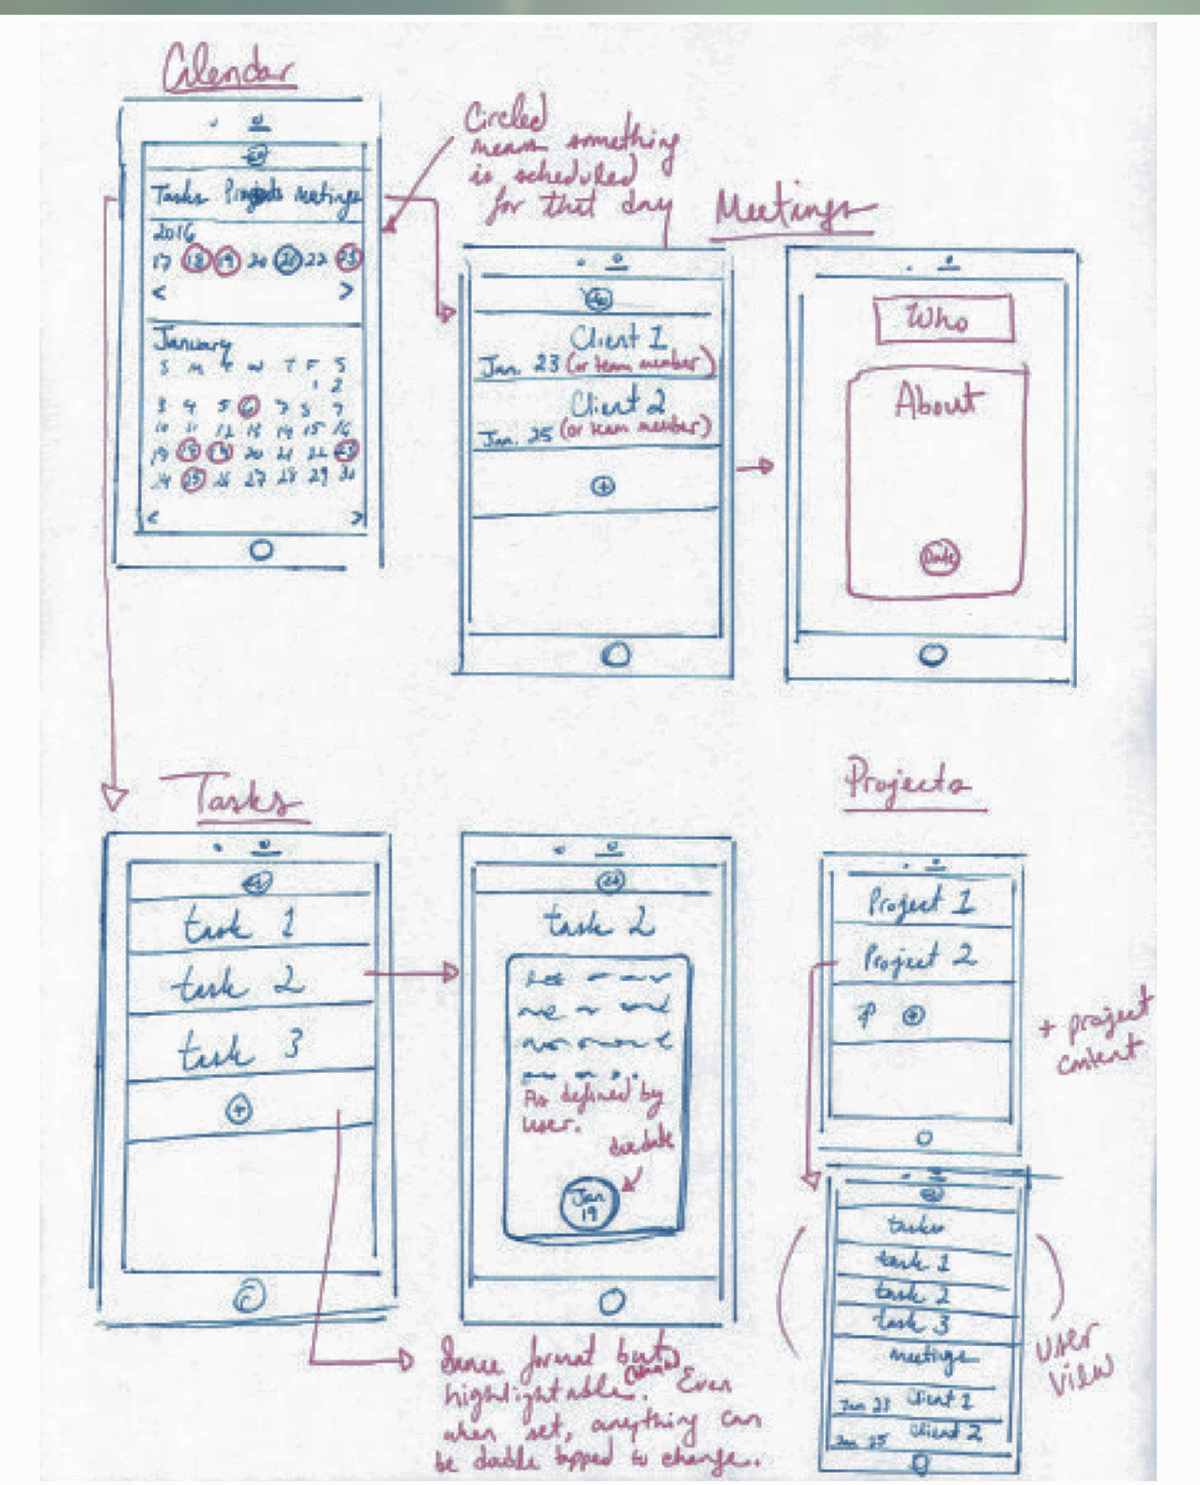 Calendar
Tasks Projects Meetings
2016
17 18 19 20 21 22 23
< >
January
S M T W T F S
1 2
3 4 5 6 7 8 9
10 11 12 13 14 15 16
19 18 19 20 21 22 23
24 25 26 27 28 29 30
< >
Circled
means something
is scheduled
for that day
Meetings
Client 1
Jan. 23 (or team member)
Client 2
Jan. 25 (or team member)
+
Who
About
Date
Tasks
task 1
task 2
task 3
+
task 2
As defined by
user.
due date
Jan
19
Same format but
highlightable. Even
when set, anything can
be double tapped to change.
Projects
Project 1
Project 2
+
+ project
content
tasks
task 1
task 2
task 3
meetings
Jan 23 Client 1
Jan 25 Client 2
User
View